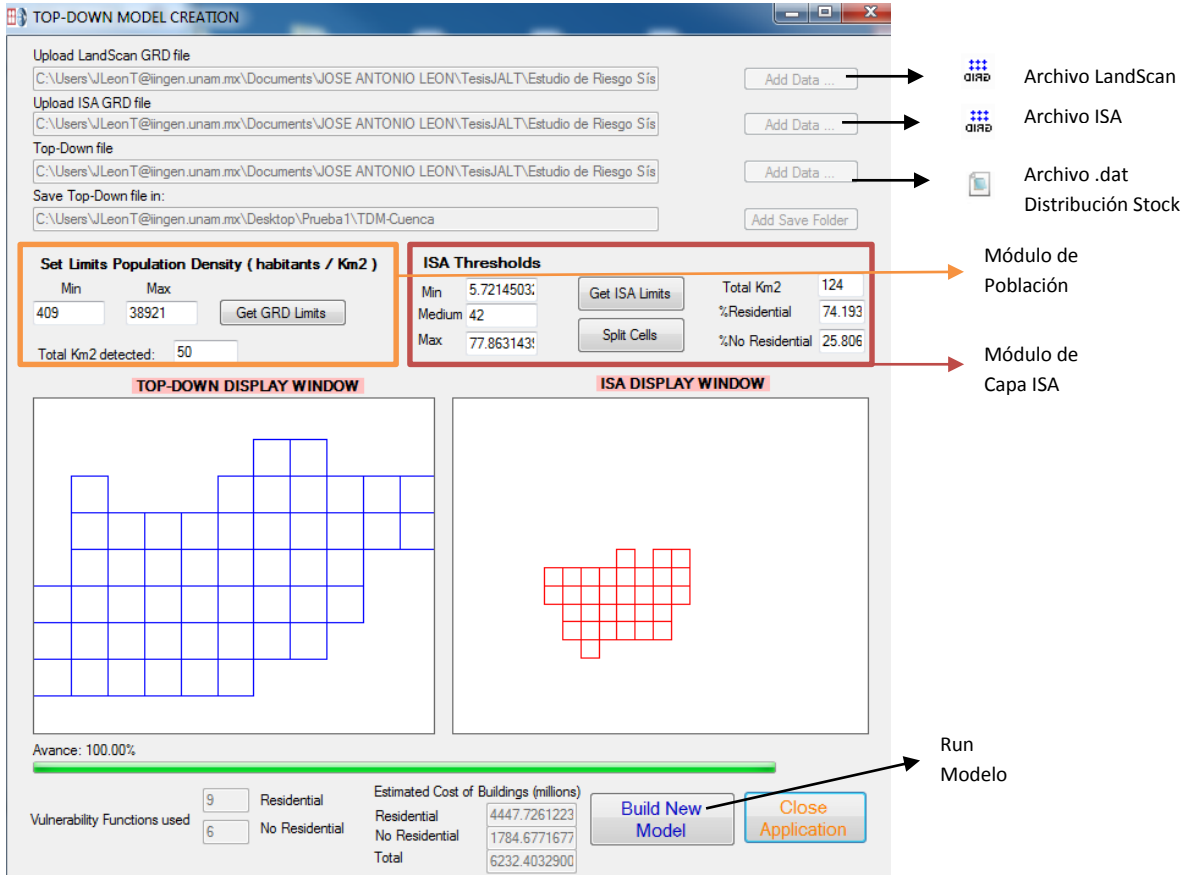 TOP-DOWN MODEL CREATION
Upload LandScan GRD file
C:\Users\JLeonT@iingen.unam.mx\Documents\JOSE ANTONIO LEON\TesisJALT\Estudio de Riesgo Sís
Add Data ...
Archivo LandScan
GRID
Upload ISA GRD file
C:\Users\JLeonT@iingen.unam.mx\Documents\JOSE ANTONIO LEON\TesisJALT\Estudio de Riesgo Sís
Add Data ...
Archivo ISA
GRID
Top-Down file
C:\Users\JLeonT@iingen.unam.mx\Documents\JOSE ANTONIO LEON\TesisJALT\Estudio de Riesgo Sís
Add Data ...
Archivo .dat
Distribución Stock
Save Top-Down file in:
C:\Users\JLeonT@iingen.unam.mx\Desktop\Prueba1\TDM-Cuenca
Add Save Folder
Set Limits Population Density ( habitants / Km2 )
Min Max
409 38921 Get GRD Limits
Total Km2 detected: 50
ISA Thresholds
Min 5.72145032
Medium 42
Max 77.8631439
Get ISA Limits
Split Cells
Total Km2 124
%Residential 74.193
%No Residential 25.806
Módulo de
Población
Módulo de
Capa ISA
TOP-DOWN DISPLAY WINDOW
ISA DISPLAY WINDOW
Avance: 100.00%
Run
Modelo
Vulnerability Functions used
9 Residential
6 No Residential
Estimated Cost of Buildings (millions)
Residential 4447.7261223
No Residential 1784.6771677
Total 6232.4032900
Build New
Model
Close
Application